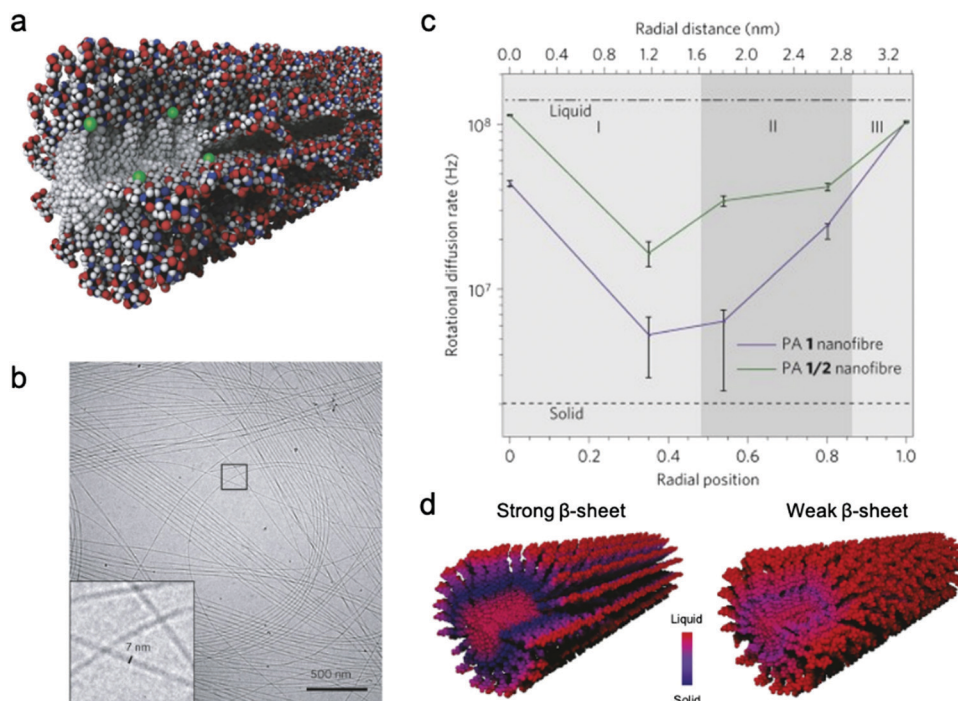 a
b
7 nm
500 nm
c
Radial distance (nm)
0.0 0.4 0.8 1.2 1.6 2.0 2.4 2.8 3.2
Rotational diffusion rate (Hz)
10⁸
10⁷
Liquid
I
II
III
PA 1 nanofibre
PA 1/2 nanofibre
Solid
0 0.2 0.4 0.6 0.8 1.0
Radial position
d
Strong β-sheet
Weak β-sheet
Liquid
Solid